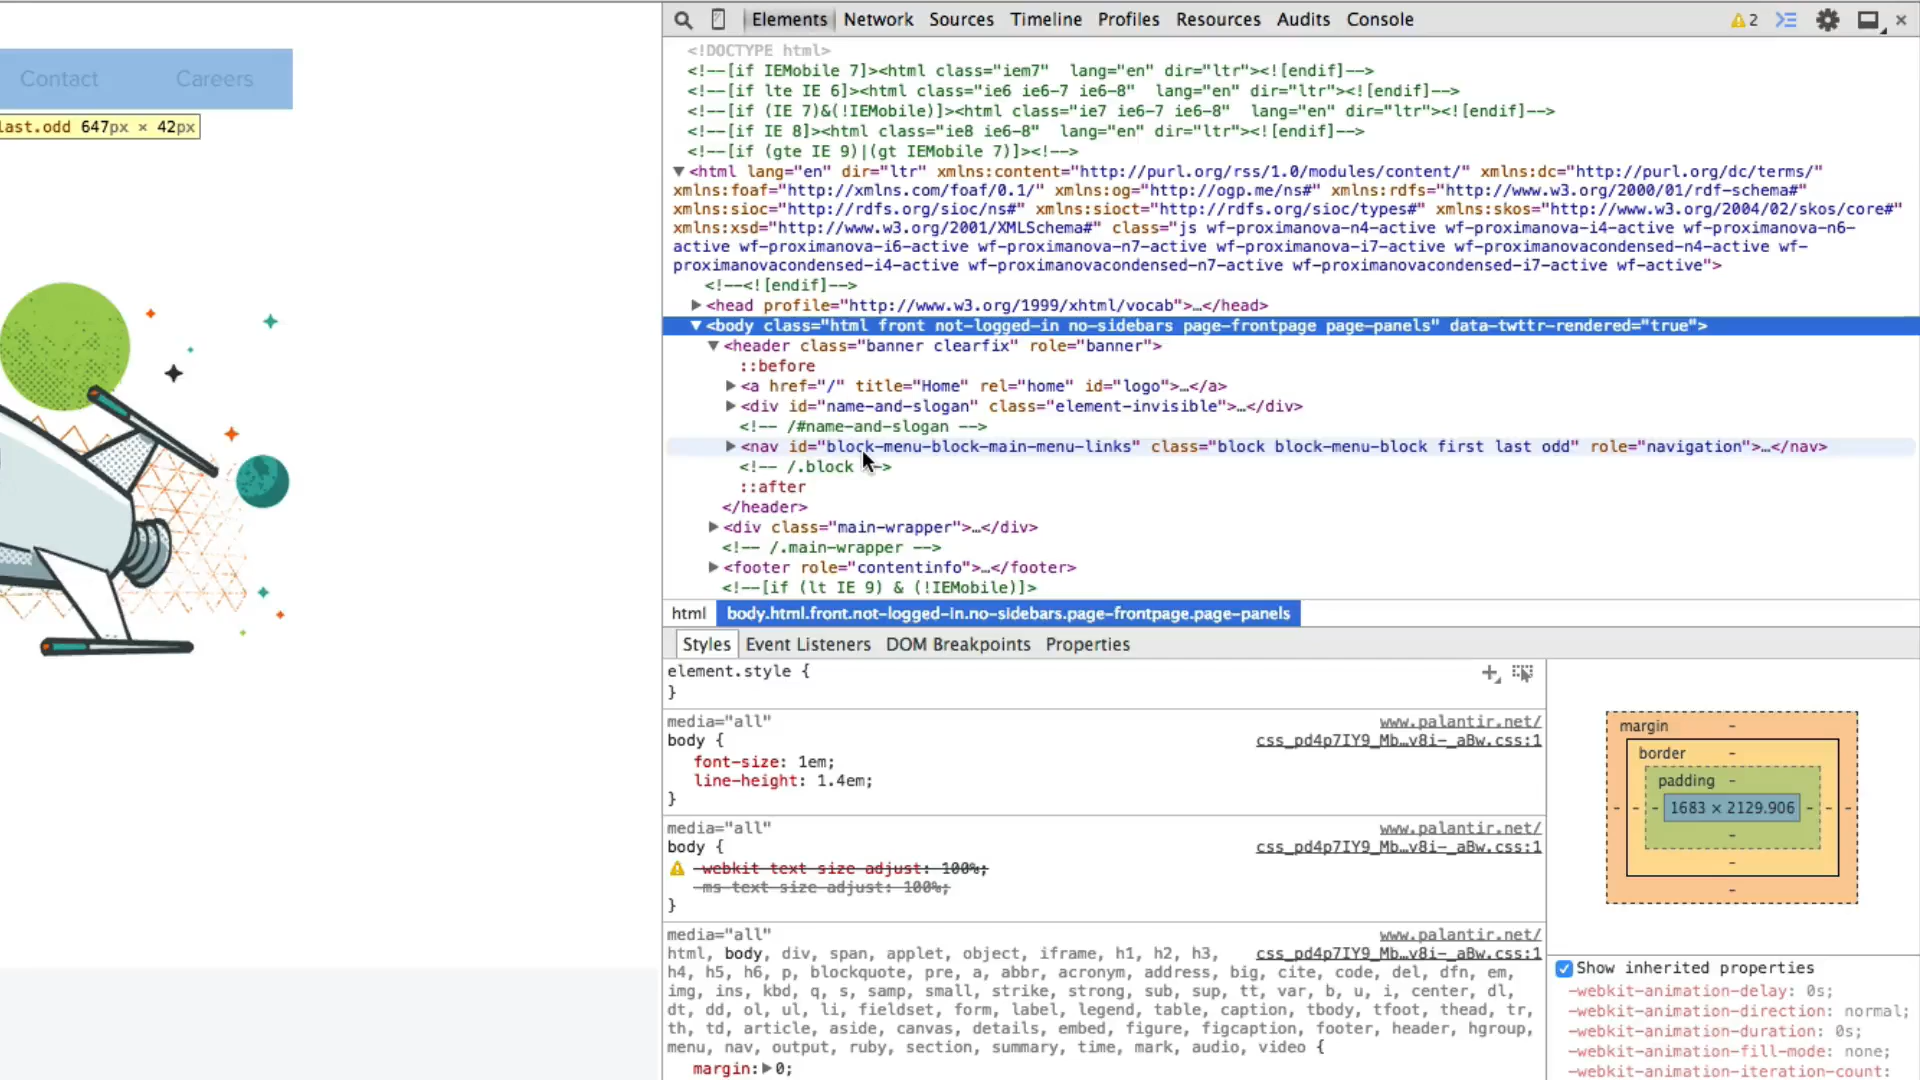 Contact Careers
last.odd 647px × 42px
Elements Network Sources Timeline Profiles Resources Audits Console 2 ×
<!DOCTYPE html>
<!--[if IEMobile 7]><html class="iem7"  lang="en" dir="ltr"><![endif]-->
<!--[if lte IE 6]><html class="ie6 ie6-7 ie6-8"  lang="en" dir="ltr"><![endif]-->
<!--[if (IE 7)&(!IEMobile)]><html class="ie7 ie6-7 ie6-8"  lang="en" dir="ltr"><![endif]-->
<!--[if IE 8]><html class="ie8 ie6-8"  lang="en" dir="ltr"><![endif]-->
<!--[if (gte IE 9)|(gt IEMobile 7)]><!-->
▼<html lang="en" dir="ltr" xmlns:content="http://purl.org/rss/1.0/modules/content/" xmlns:dc="http://purl.org/dc/terms/"
xmlns:foaf="http://xmlns.com/foaf/0.1/" xmlns:og="http://ogp.me/ns#" xmlns:rdfs="http://www.w3.org/2000/01/rdf-schema#"
xmlns:sioc="http://rdfs.org/sioc/ns#" xmlns:sioct="http://rdfs.org/sioc/types#" xmlns:skos="http://www.w3.org/2004/02/skos/core#"
xmlns:xsd="http://www.w3.org/2001/XMLSchema#" class="js wf-proximanova-n4-active wf-proximanova-i4-active wf-proximanova-n6-
active wf-proximanova-i6-active wf-proximanova-n7-active wf-proximanova-i7-active wf-proximanovacondensed-n4-active wf-
proximanovacondensed-i4-active wf-proximanovacondensed-n7-active wf-proximanovacondensed-i7-active wf-active">
<!--<![endif]-->
▶<head profile="http://www.w3.org/1999/xhtml/vocab">…</head>
▼<body class="html front not-logged-in no-sidebars page-frontpage page-panels" data-twttr-rendered="true">
▼<header class="banner clearfix" role="banner">
::before
▶<a href="/" title="Home" rel="home" id="logo">…</a>
▶<div id="name-and-slogan" class="element-invisible">…</div>
<!-- /#name-and-slogan -->
▶<nav id="block-menu-block-main-menu-links" class="block block-menu-block first last odd" role="navigation">…</nav>
<!-- /.block -->
::after
</header>
▶<div class="main-wrapper">…</div>
<!-- /.main-wrapper -->
▶<footer role="contentinfo">…</footer>
<!--[if (lt IE 9) & (!IEMobile)]>
html body.html.front.not-logged-in.no-sidebars.page-frontpage.page-panels
Styles Event Listeners DOM Breakpoints Properties
element.style {
}
media="all" www.palantir.net/
body { css_pd4p7IY9_Mb…v8i-_aBw.css:1
font-size: 1em;
line-height: 1.4em;
}
media="all" www.palantir.net/
body { css_pd4p7IY9_Mb…v8i-_aBw.css:1
-webkit-text-size-adjust: 100%;
-ms-text-size-adjust: 100%;
}
media="all" www.palantir.net/
html, body, div, span, applet, object, iframe, h1, h2, h3, css_pd4p7IY9_Mb…v8i-_aBw.css:1
h4, h5, h6, p, blockquote, pre, a, abbr, acronym, address, big, cite, code, del, dfn, em,
img, ins, kbd, q, s, samp, small, strike, strong, sub, sup, tt, var, b, u, i, center, dl,
dt, dd, ol, ul, li, fieldset, form, label, legend, table, caption, tbody, tfoot, thead, tr,
th, td, article, aside, canvas, details, embed, figure, figcaption, footer, header, hgroup,
menu, nav, output, ruby, section, summary, time, mark, audio, video {
margin:▶0;
margin -
border -
padding -
- - - 1683 × 2129.906 - - -
-
-
-
Show inherited properties
-webkit-animation-delay: 0s;
-webkit-animation-direction: normal;
-webkit-animation-duration: 0s;
-webkit-animation-fill-mode: none;
-webkit-animation-iteration-count: